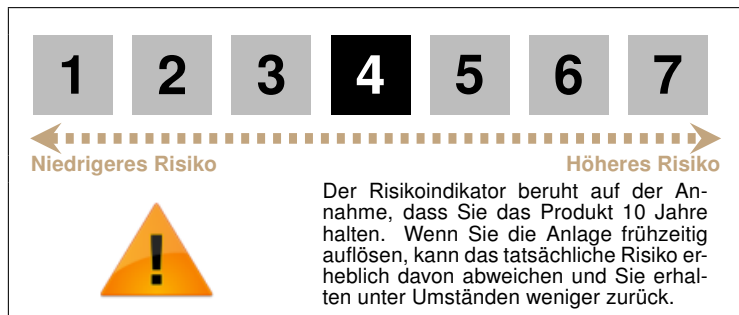 1 2 3 4 5 6 7
Niedrigeres Risiko Höheres Risiko
Der Risikoindikator beruht auf der An-
nahme, dass Sie das Produkt 10 Jahre
halten. Wenn Sie die Anlage frühzeitig
auflösen, kann das tatsächliche Risiko er-
heblich davon abweichen und Sie erhal-
ten unter Umständen weniger zurück.